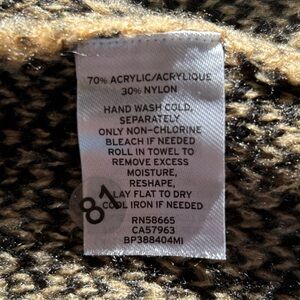 70% ACRYLIC/ACRYLIQUE
30% NYLON
HAND WASH COLD,
SEPARATELY
ONLY NON-CHLORINE
BLEACH IF NEEDED
ROLL IN TOWEL TO
REMOVE EXCESS
MOISTURE,
RESHAPE,
LAY FLAT TO DRY
COOL IRON IF NEEDED
RN58665
CA57963
BP388404MI
81